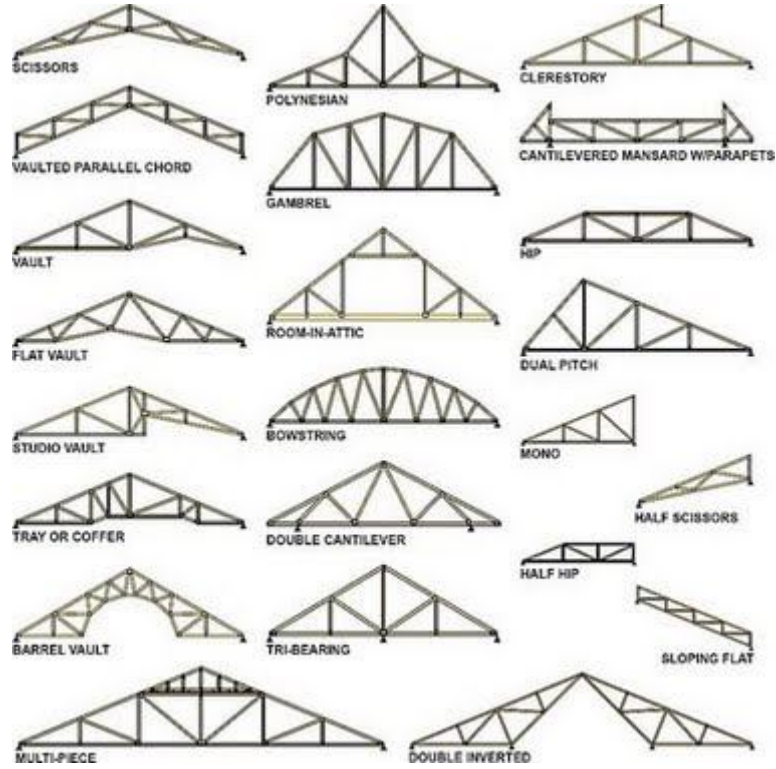 SCISSORS
POLYNESIAN
CLERESTORY
VAULTED PARALLEL CHORD
GAMBREL
CANTILEVERED MANSARD W/PARAPETS
VAULT
HIP
FLAT VAULT
ROOM-IN-ATTIC
DUAL PITCH
STUDIO VAULT
BOWSTRING
MONO
HALF SCISSORS
TRAY OR COFFER
DOUBLE CANTILEVER
HALF HIP
BARREL VAULT
TRI-BEARING
SLOPING FLAT
MULTI-PIECE
DOUBLE INVERTED